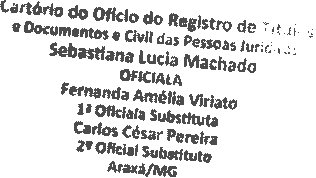 Cartório do Ofício do Registro de Títulos
e Documentos e Civil das Pessoas Jurídicas
Sebastiana Lucia Machado
OFICIALA
Fernanda Amélia Viriato
1ª Oficiala Substituta
Carlos César Pereira
2º Oficial Substituto
Araxá/MG